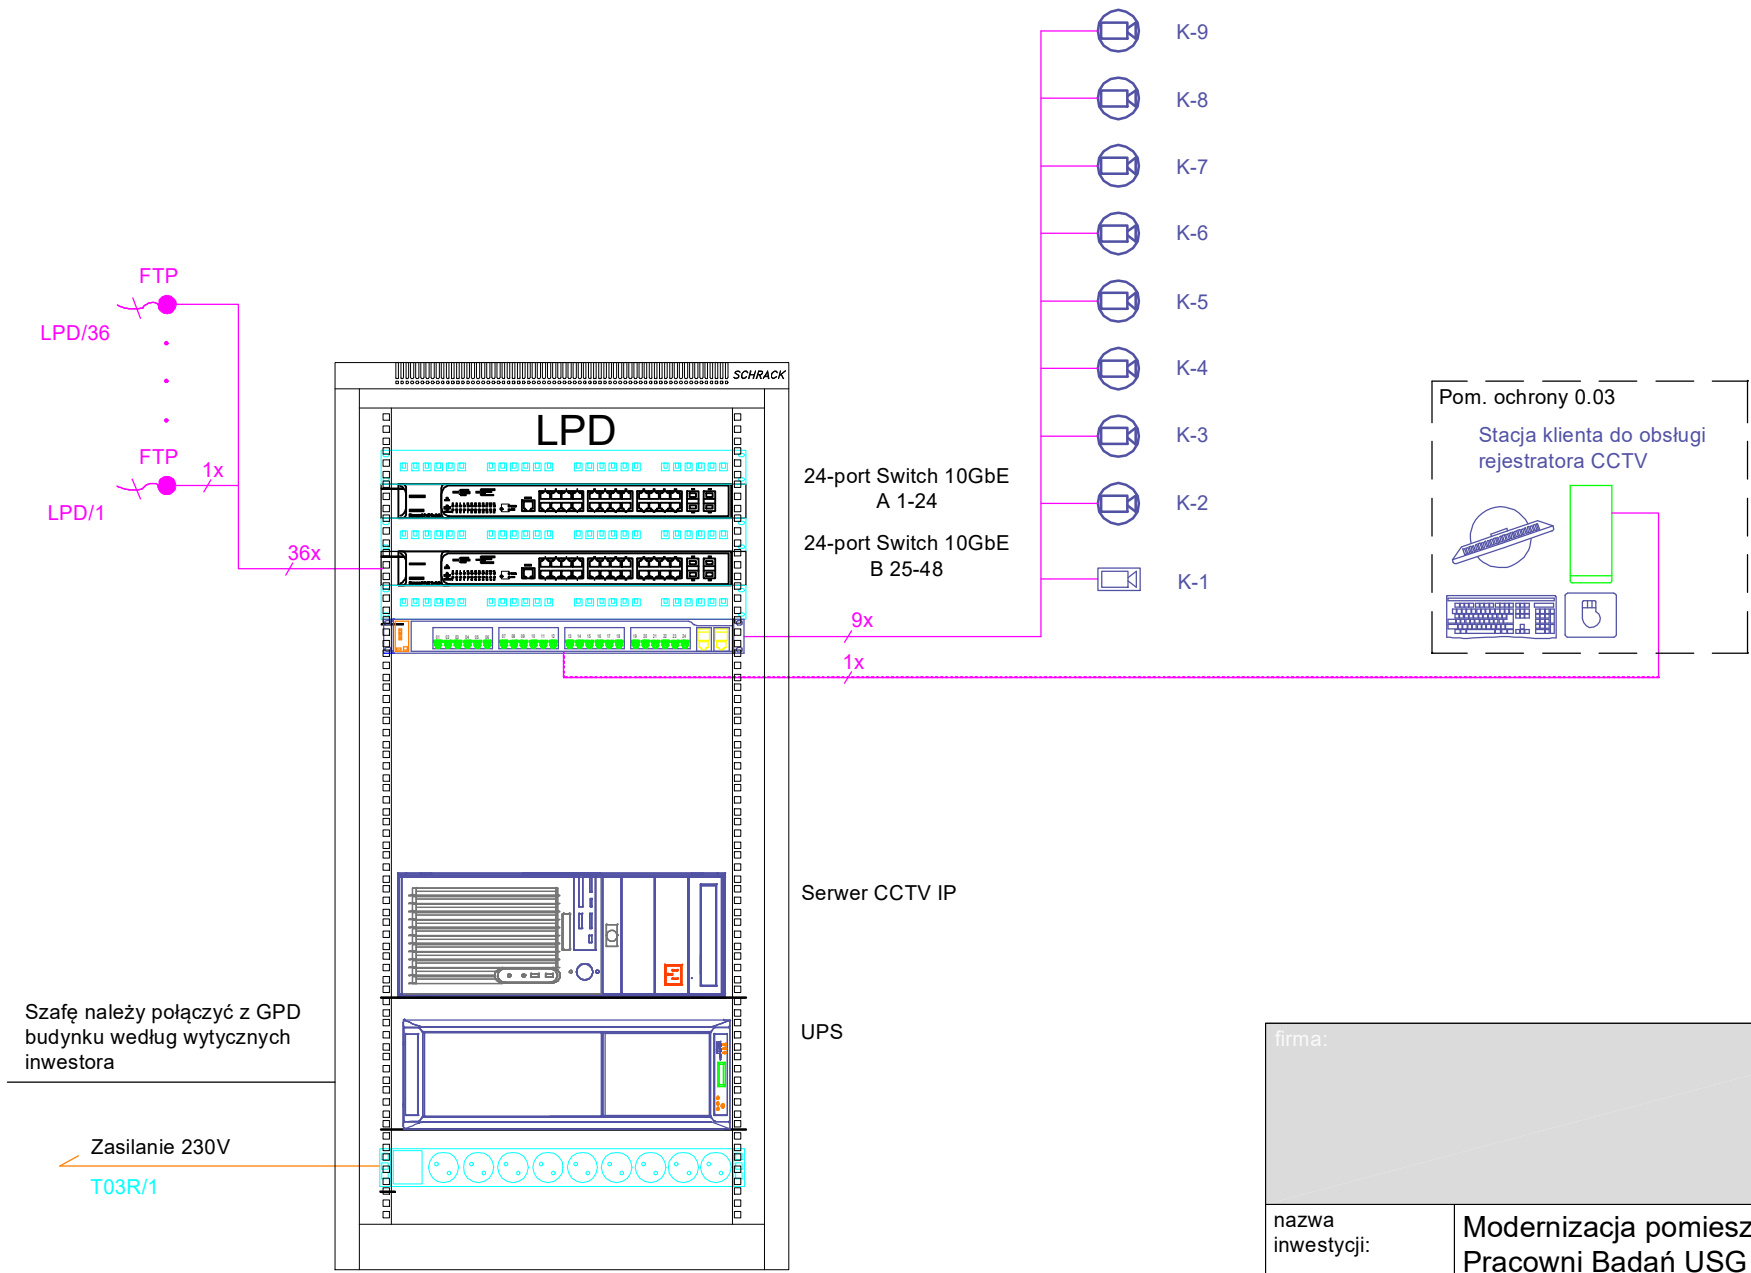 K-9
K-8
K-7
K-6
K-5
K-4
K-3
K-2
K-1
FTP
LPD/36
FTP
1x
LPD/1
36x
SCHRACK
LPD
24-port Switch 10GbE
A 1-24
24-port Switch 10GbE
B 25-48
9x
1x
Pom. ochrony 0.03
Stacja klienta do obsługi
rejestratora CCTV
Serwer CCTV IP
UPS
Szafę należy połączyć z GPD
budynku według wytycznych
inwestora
Zasilanie 230V
T03R/1
firma:
nazwa
inwestycji:
Modernizacja pomiesz
Pracowni Badań USG